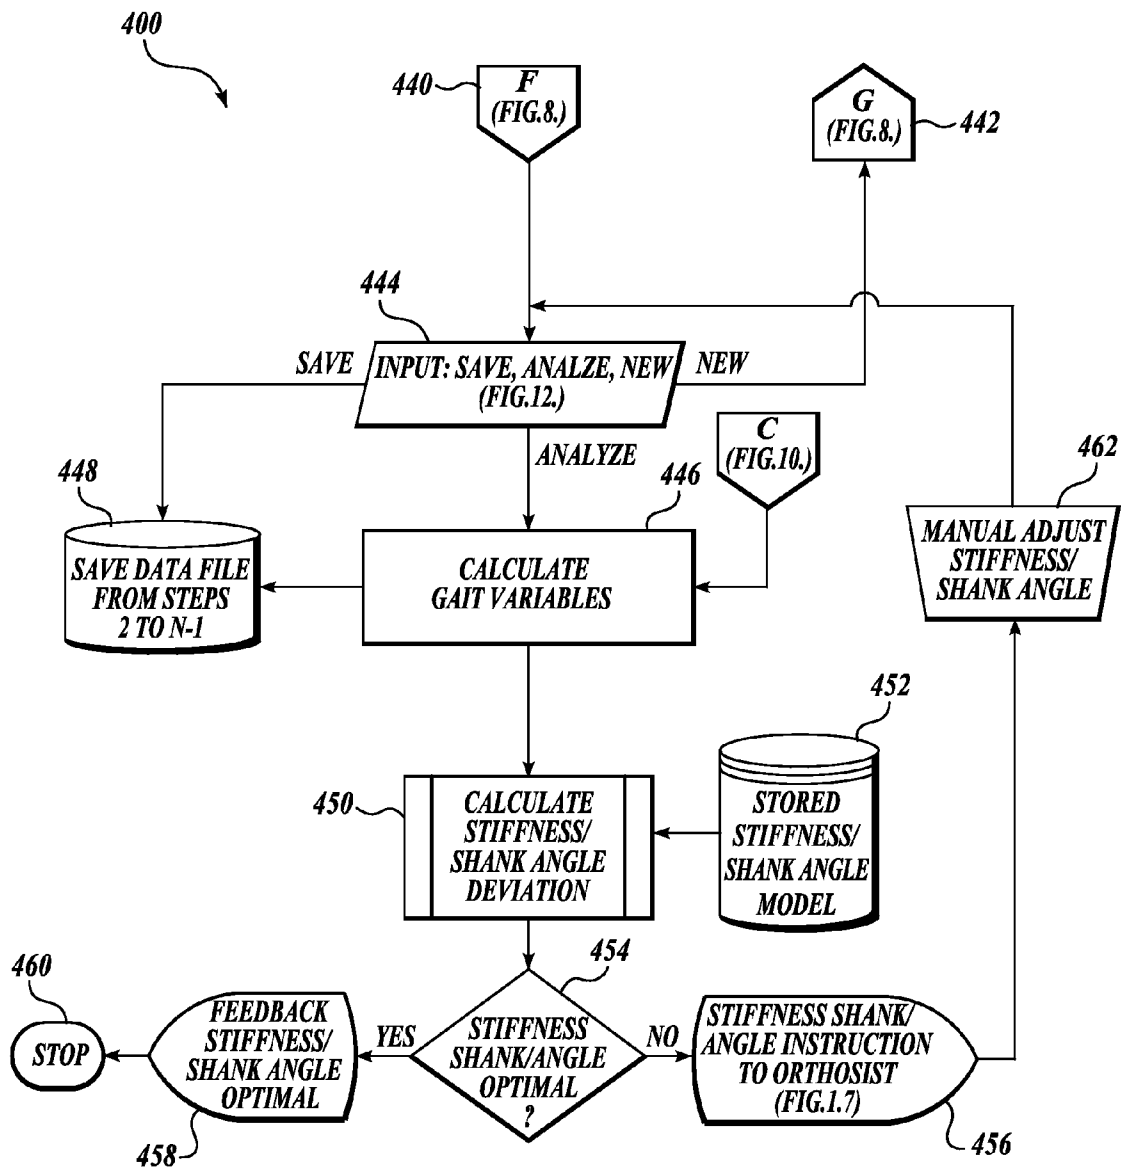 400
440
F
(FIG.8.)
G
(FIG.8.)
442
444
SAVE
INPUT: SAVE, ANALZE, NEW
(FIG.12.)
NEW
ANALYZE
C
(FIG.10.)
448
446
462
SAVE DATA FILE
FROM STEPS
2 TO N-1
CALCULATE
GAIT VARIABLES
MANUAL ADJUST
STIFFNESS/
SHANK ANGLE
452
450
CALCULATE
STIFFNESS/
SHANK ANGLE
DEVIATION
STORED
STIFFNESS/
SHANK ANGLE
MODEL
460
454
STOP
FEEDBACK
STIFFNESS/
SHANK ANGLE
OPTIMAL
YES
STIFFNESS
SHANK/ANGLE
OPTIMAL
?
NO
STIFFNESS SHANK/
ANGLE INSTRUCTION
TO ORTHOSIST
(FIG.1.7)
458
456